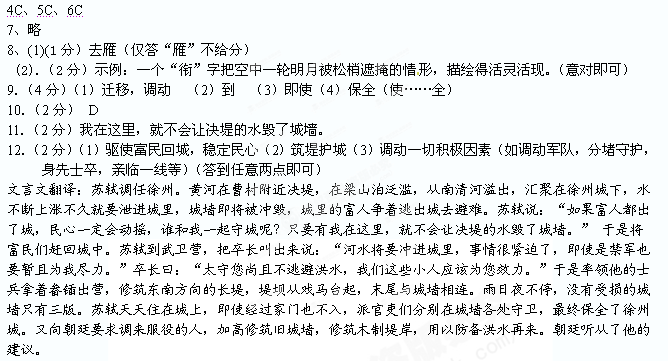 4C、5C、6C
7、略
8、(1)(1分）去雁（仅答“雁”不给分）
（2）.（2分）示例：一个“衔”字把空中一轮明月被松梢遮掩的情形，描绘得活灵活现。（意对即可）
9.（4分）（1）迁移，调动 （2）到 （3）即使（4）保全（使……全）
10.（2分） D
11.（2分）我在这里，就不会让决堤的水毁了城墙。
12.（2分）（1）驱使富民回城，稳定民心（2）筑堤护城（3）调动一切积极因素（如调动军队，分堵守护，
身先士卒，亲临一线等）（答到任意两点即可）
文言文翻译：苏轼调任徐州。黄河在曹村附近决堤，在梁山泊泛滥，从南清河溢出，汇聚在徐州城下，水
不断上涨不久就要泄进城里，城墙即将被冲毁，城里的富人争着逃出城去避难。苏轼说：“如果富人都出
了城，民心一定会动摇，谁和我一起守城呢？只要有我在这里，就不会让决堤的水毁了城墙。” 于是将
富民们赶回城中。苏轼到武卫营，把卒长叫出来说：“河水将要冲进城里，事情很紧迫了，即使是禁军也
要暂且为我尽力。”卒长曰：“太守您尚且不逃避洪水，我们这些小人应该为您效力。”于是率领他的士
兵拿着畚锸出营，修筑东南方向的长堤，堤坝从戏马台起，末尾与城墙相连。雨日夜不停，没有受损的城
墙只有三版。苏轼天天住在城上，即使经过家门也不入，派官吏们分别在城墙各处守卫，最终保全了徐州
城。又向朝廷要求调来服役的人，加高修筑旧城墙，修筑木制堤岸，用以防备洪水再来。朝廷听从了他的
建议。